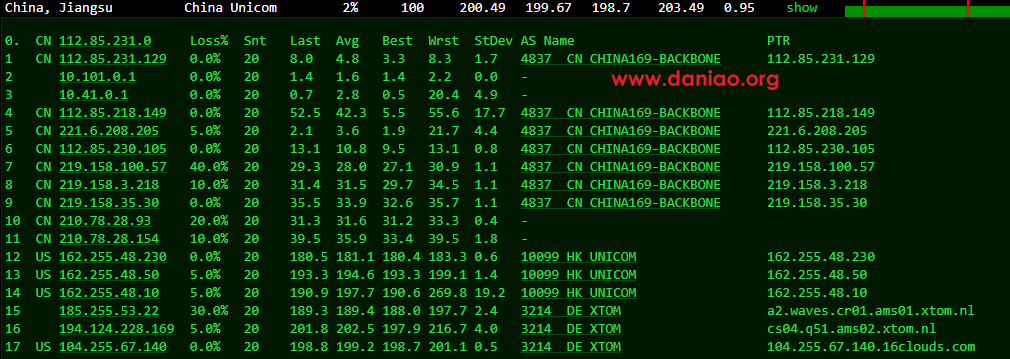 China, Jiangsu China Unicom 2% 100 200.49 199.67 198.7 203.49 0.95 show
0. CN 112.85.231.0 Loss% Snt Last Avg Best Wrst StDev AS Name PTR
1 CN 112.85.231.129 0.0% 20 8.0 4.8 3.3 8.3 1.7 4837 CN CHINA169-BACKBONE 112.85.231.129
2 10.101.0.1 0.0% 20 1.4 1.6 1.4 2.2 0.0 -
www.daniao.org
3 10.41.0.1 0.0% 20 0.7 2.8 0.5 20.4 4.9 -
4 CN 112.85.218.149 0.0% 20 52.5 42.3 5.5 55.6 17.7 4837 CN CHINA169-BACKBONE 112.85.218.149
5 CN 221.6.208.205 5.0% 20 2.1 3.6 1.9 21.7 4.4 4837 CN CHINA169-BACKBONE 221.6.208.205
6 CN 112.85.230.105 0.0% 20 13.1 10.8 9.5 13.1 0.8 4837 CN CHINA169-BACKBONE 112.85.230.105
7 CN 219.158.100.57 40.0% 20 29.3 28.0 27.1 30.9 1.1 4837 CN CHINA169-BACKBONE 219.158.100.57
8 CN 219.158.3.218 10.0% 20 31.4 31.5 29.7 34.5 1.1 4837 CN CHINA169-BACKBONE 219.158.3.218
9 CN 219.158.35.30 0.0% 20 35.5 33.9 32.6 35.7 1.1 4837 CN CHINA169-BACKBONE 219.158.35.30
10 CN 210.78.28.93 20.0% 20 31.3 31.6 31.2 33.3 0.4 -
11 CN 210.78.28.154 10.0% 20 39.5 35.9 33.4 39.5 1.8 -
12 US 162.255.48.230 0.0% 20 180.5 181.1 180.4 183.3 0.6 10099 HK UNICOM 162.255.48.230
13 US 162.255.48.50 5.0% 20 193.3 194.6 193.3 199.1 1.4 10099 HK UNICOM 162.255.48.50
14 US 162.255.48.10 5.0% 20 190.9 197.7 190.6 269.8 19.2 10099 HK UNICOM 162.255.48.10
15 185.255.53.22 30.0% 20 189.3 189.4 188.0 197.7 2.4 3214 DE XTOM a2.waves.cr01.ams01.xtom.nl
16 194.124.228.169 5.0% 20 201.8 202.5 197.9 216.7 4.0 3214 DE XTOM cs04.q51.ams02.xtom.nl
17 US 104.255.67.140 0.0% 20 198.8 199.2 198.7 201.1 0.5 3214 DE XTOM 104.255.67.140.16clouds.com